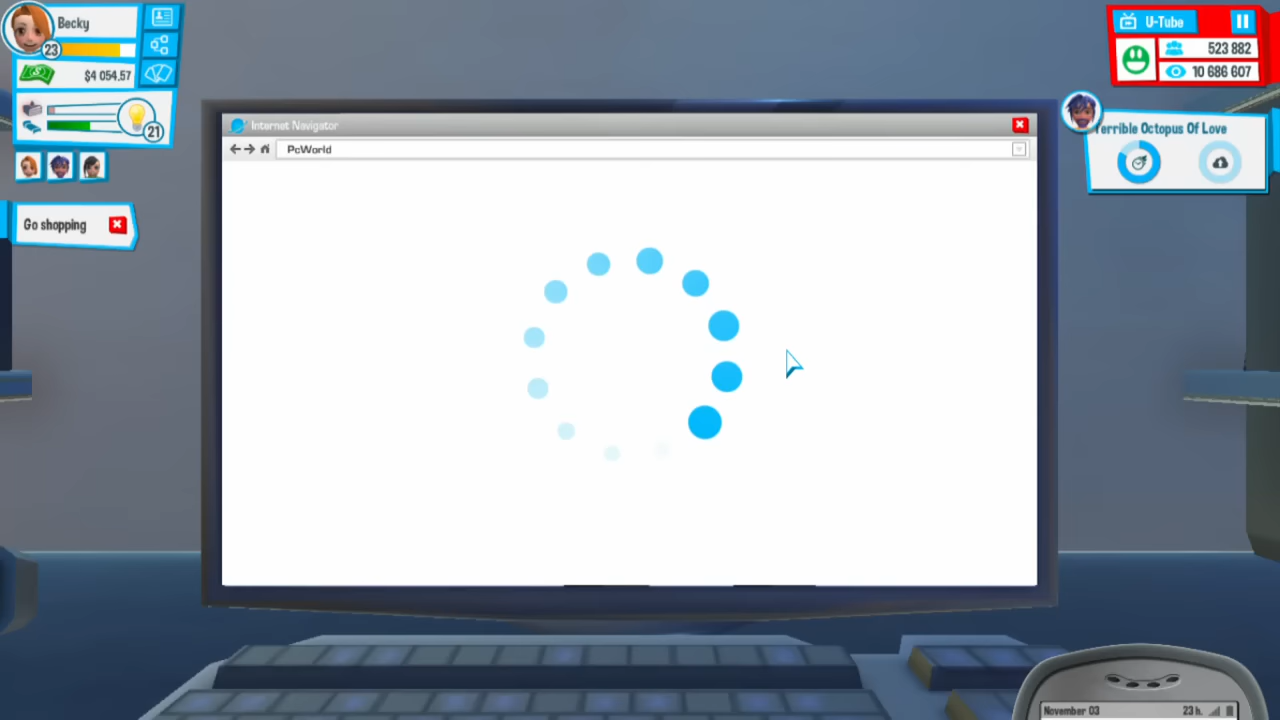 Becky
23
$4 054.57
21
Go shopping
Internet Navigator
PcWorld
U-Tube
523 882
10 686 607
Terrible Octopus Of Love
November 03
23 h.